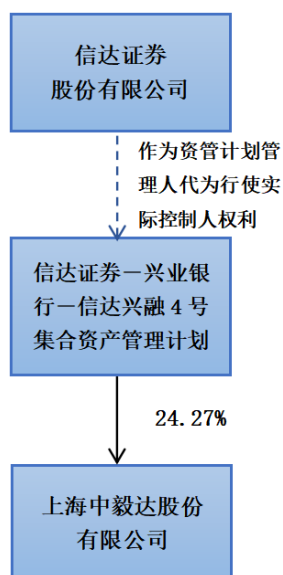 信达证券
股份有限公司
作为资管计划管
理人代为行使实
际控制人权利
信达证券－兴业银
行－信达兴融 4 号
集合资产管理计划
24.27%
上海中毅达股份
有限公司